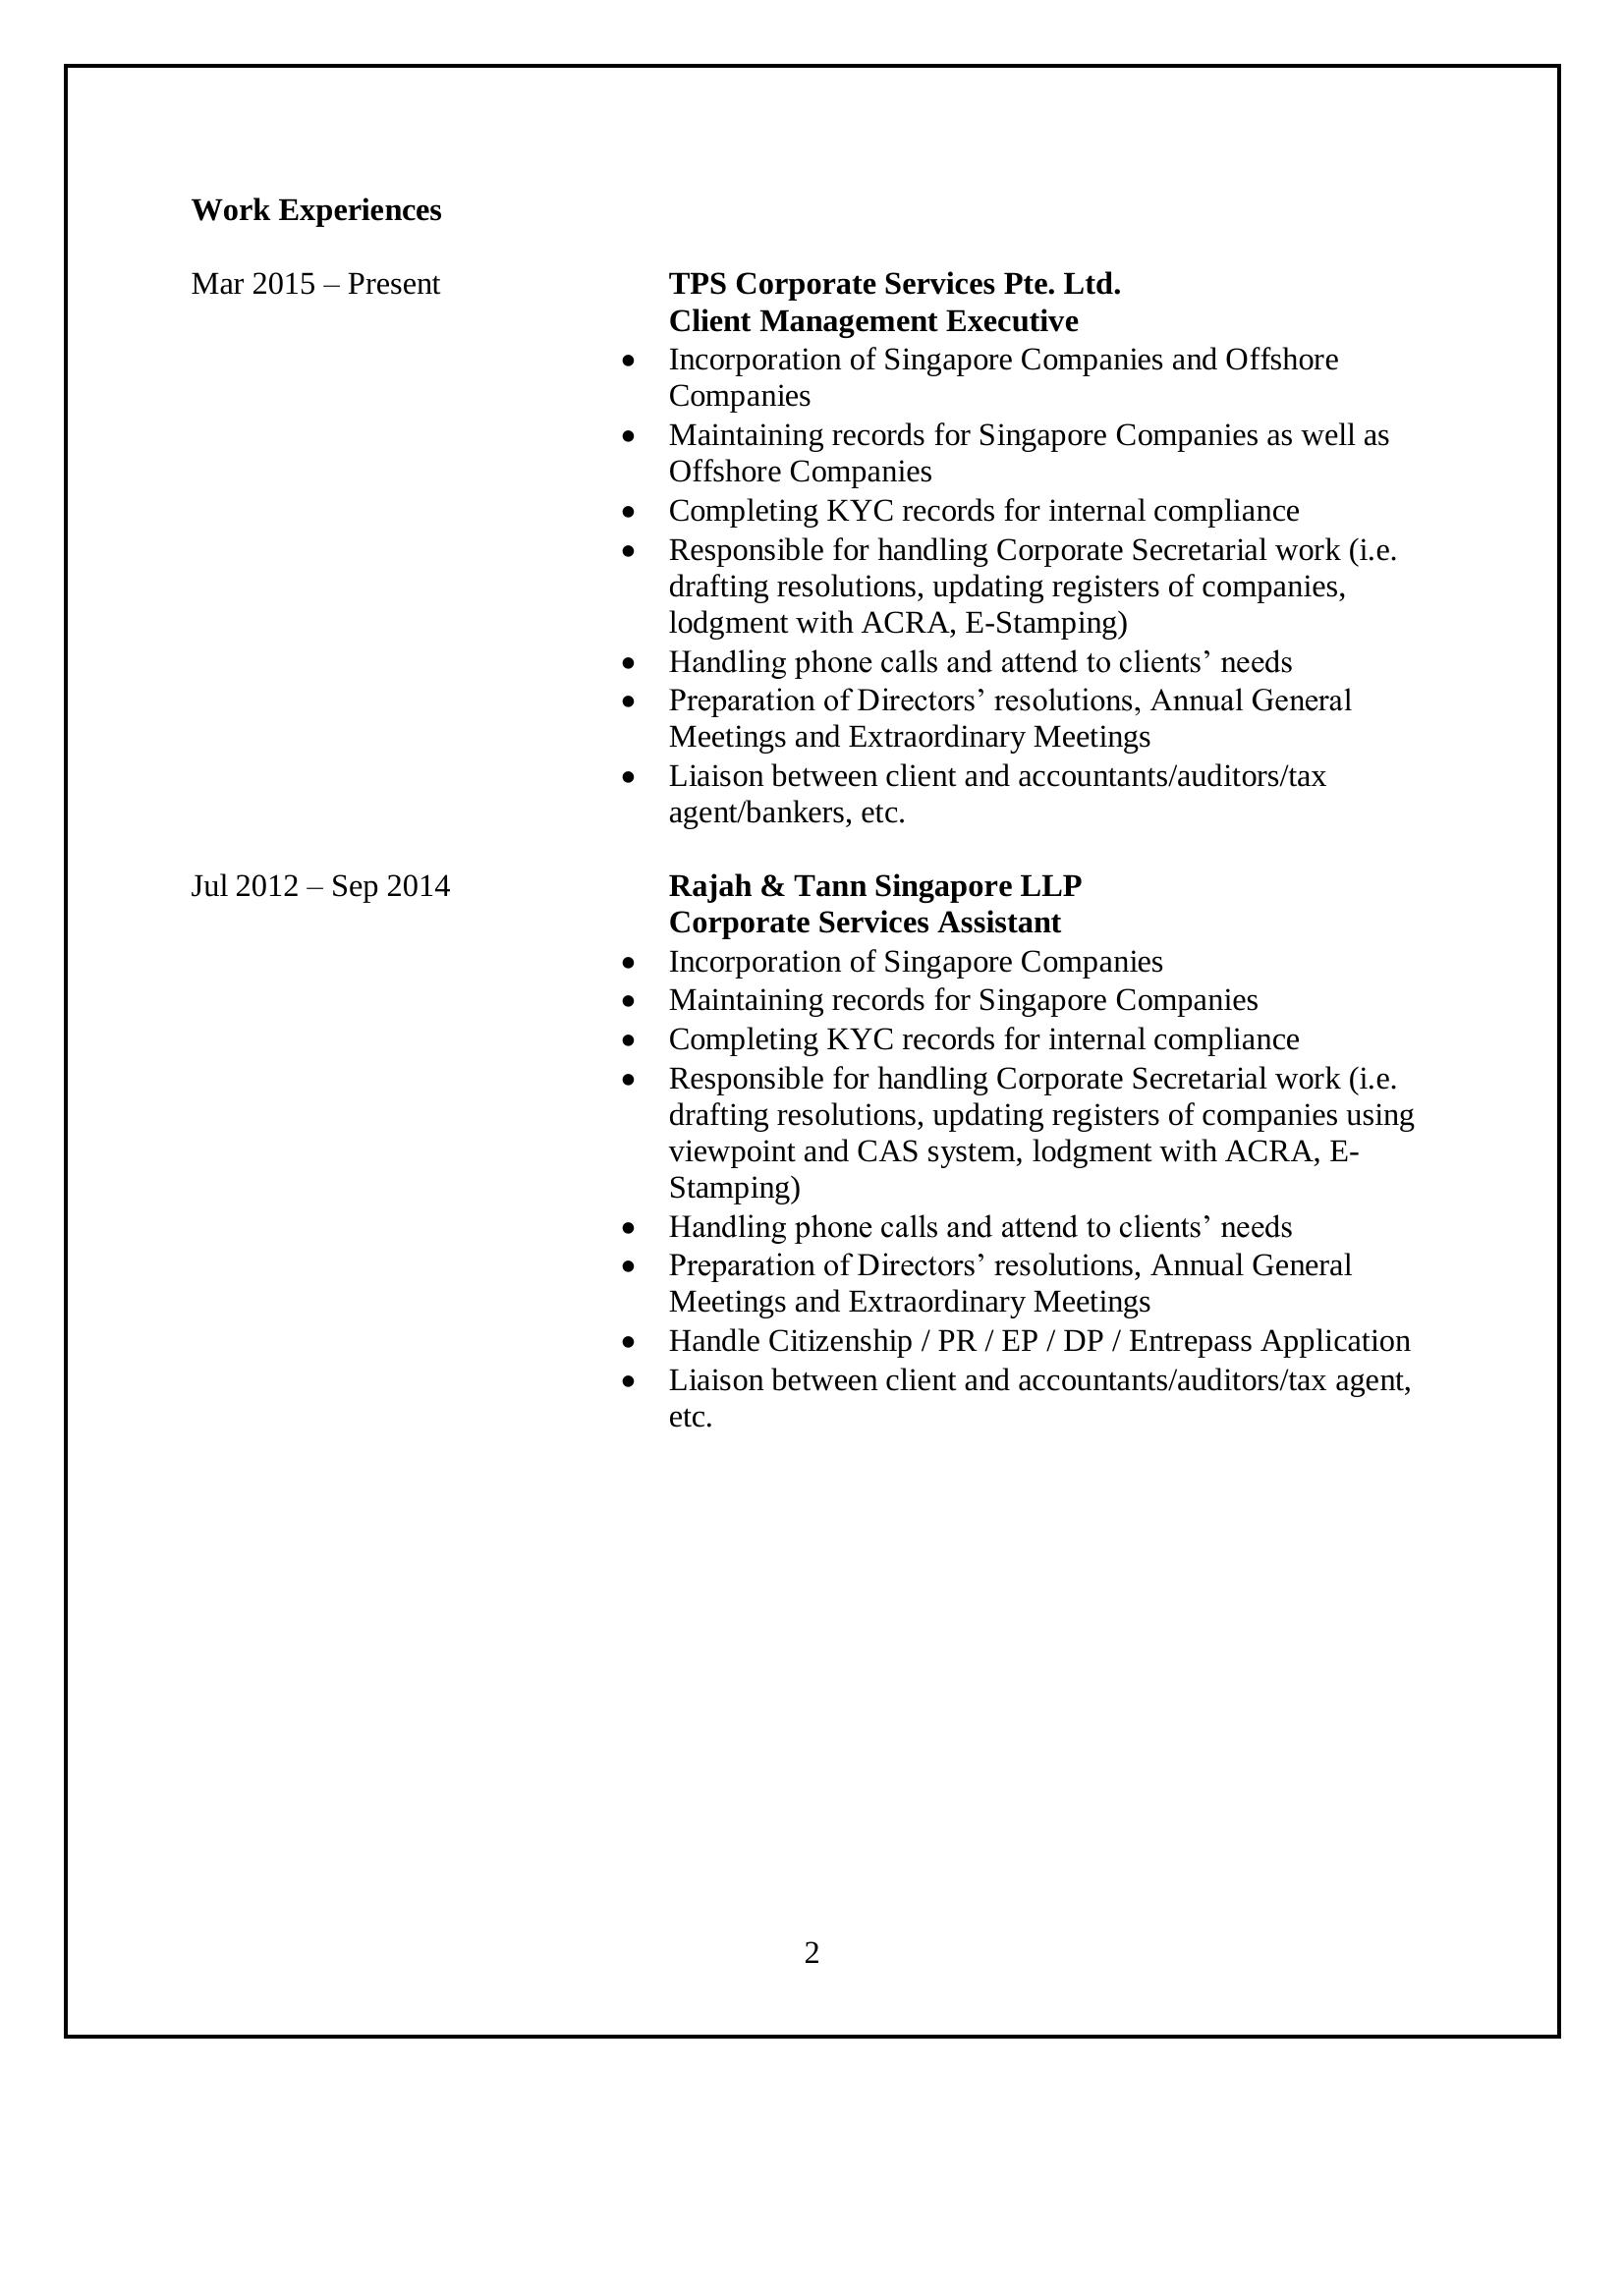 Work Experiences
Mar 2015 – Present
TPS Corporate Services Pte. Ltd.
Client Management Executive
● Incorporation of Singapore Companies and Offshore
Companies
● Maintaining records for Singapore Companies as well as
Offshore Companies
● Completing KYC records for internal compliance
● Responsible for handling Corporate Secretarial work (i.e.
drafting resolutions, updating registers of companies,
lodgment with ACRA, E-Stamping)
● Handling phone calls and attend to clients’ needs
● Preparation of Directors’ resolutions, Annual General
Meetings and Extraordinary Meetings
● Liaison between client and accountants/auditors/tax
agent/bankers, etc.
Jul 2012 – Sep 2014
Rajah & Tann Singapore LLP
Corporate Services Assistant
● Incorporation of Singapore Companies
● Maintaining records for Singapore Companies
● Completing KYC records for internal compliance
● Responsible for handling Corporate Secretarial work (i.e.
drafting resolutions, updating registers of companies using
viewpoint and CAS system, lodgment with ACRA, E-
Stamping)
● Handling phone calls and attend to clients’ needs
● Preparation of Directors’ resolutions, Annual General
Meetings and Extraordinary Meetings
● Handle Citizenship / PR / EP / DP / Entrepass Application
● Liaison between client and accountants/auditors/tax agent,
etc.
2